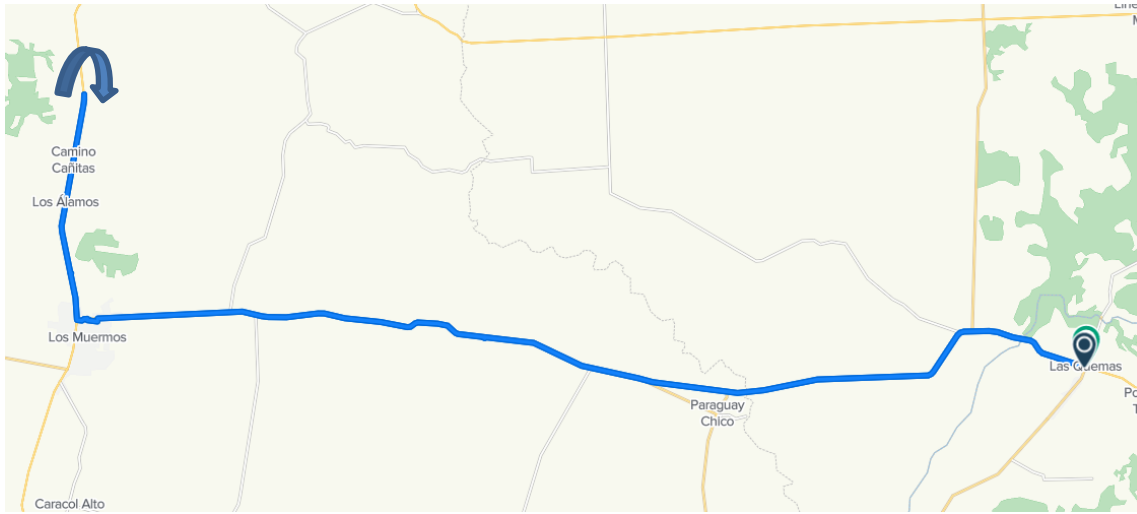 Camino
Cañitas
Los Álamos
Los Muermos
Las Quemas
Paraguay
Chico
Caracol Alto